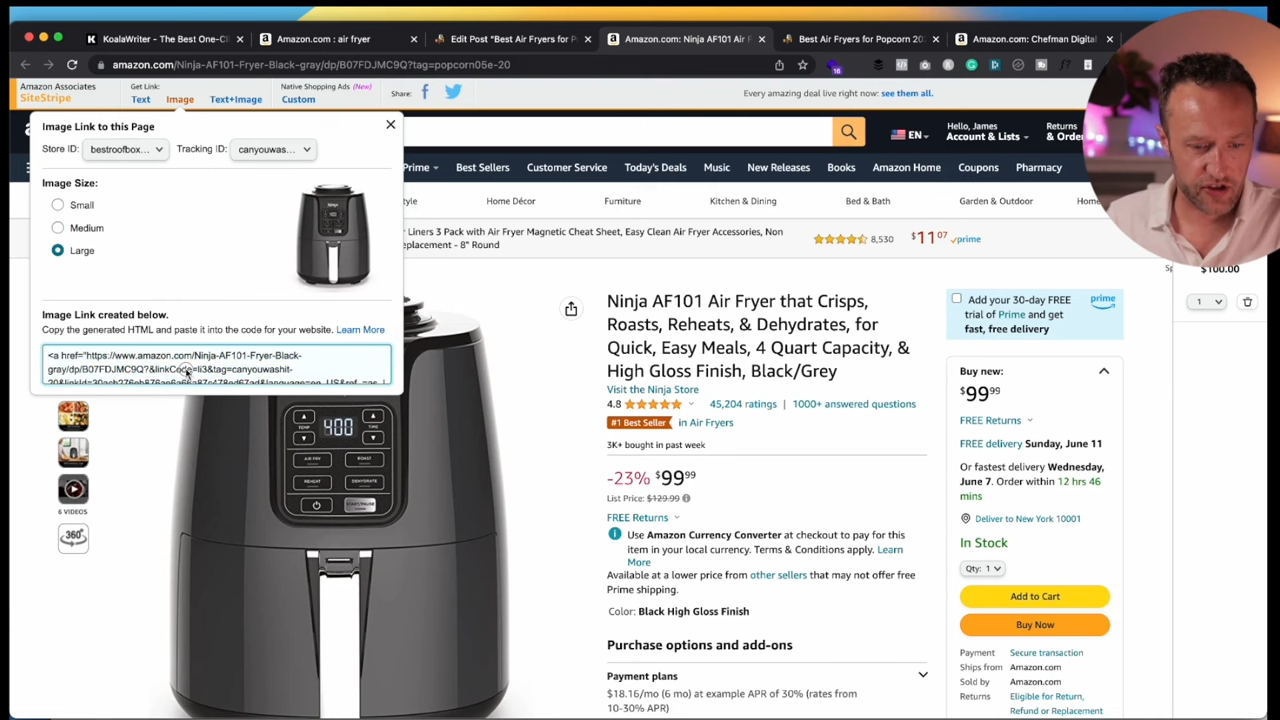 KoalaWriter - The Best One-Cl
Amazon.com : air fryer
Edit Post "Best Air Fryers for P
Amazon.com: Ninja AF101 Air F
Best Air Fryers for Popcorn 202
Amazon.com: Chefman Digital
amazon.com/Ninja-AF101-Fryer-Black-gray/dp/B07FDJMC9Q?tag=popcorn05e-20
16
Amazon Associates
SiteStripe
Get Link:
Text
Image
Text+Image
Native Shopping Ads (New)
Custom
Share:
Every amazing deal live right now: see them all.
Image Link to this Page
Store ID: bestroofbox...
Tracking ID: canyouwas...
Image Size:
Small
Medium
Large
Image Link created below.
Copy the generated HTML and paste it into the code for your website. Learn More
<a href="https://www.amazon.com/Ninja-AF101-Fryer-Black-
gray/dp/B07FDJMC9Q?&linkCode=li3&tag=canyouwashit-
EN
Hello, James
Account & Lists
Returns
& Orde
Prime
Best Sellers
Customer Service
Today's Deals
Music
New Releases
Books
Amazon Home
Coupons
Pharmacy
Home Décor
Furniture
Kitchen & Dining
Bed & Bath
Garden & Outdoor
Liners 3 Pack with Air Fryer Magnetic Cheat Sheet, Easy Clean Air Fryer Accessories, Non
placement - 8" Round
8,530
$11 07
prime
$100.00
1
Ninja AF101 Air Fryer that Crisps,
Roasts, Reheats, & Dehydrates, for
Quick, Easy Meals, 4 Quart Capacity, &
High Gloss Finish, Black/Grey
Visit the Ninja Store
4.8
45,204 ratings | 1000+ answered questions
#1 Best Seller in Air Fryers
3K+ bought in past week
-23% $99 99
List Price: $129.99
FREE Returns
Use Amazon Currency Converter at checkout to pay for this
item in your local currency. Terms & Conditions apply. Learn
More
Available at a lower price from other sellers that may not offer free
Prime shipping.
Color: Black High Gloss Finish
Purchase options and add-ons
Payment plans
$18.16/mo (6 mo) at example APR of 30% (rates from
10-30% APR)
Add your 30-day FREE
trial of Prime and get
fast, free delivery
prime
Buy new:
$99 99
FREE Returns
FREE delivery Sunday, June 11
Or fastest delivery Wednesday,
June 7. Order within 12 hrs 46
mins
Deliver to New York 10001
In Stock
Qty: 1
Add to Cart
Buy Now
Payment Secure transaction
Ships from Amazon.com
Sold by Amazon.com
Returns Eligible for Return,
Refund or Replacement
6 VIDEOS
360°
TEMP
400
TIME
AIR FRY
ROAST
REHEAT
DEHYDRATE
START/PAUSE